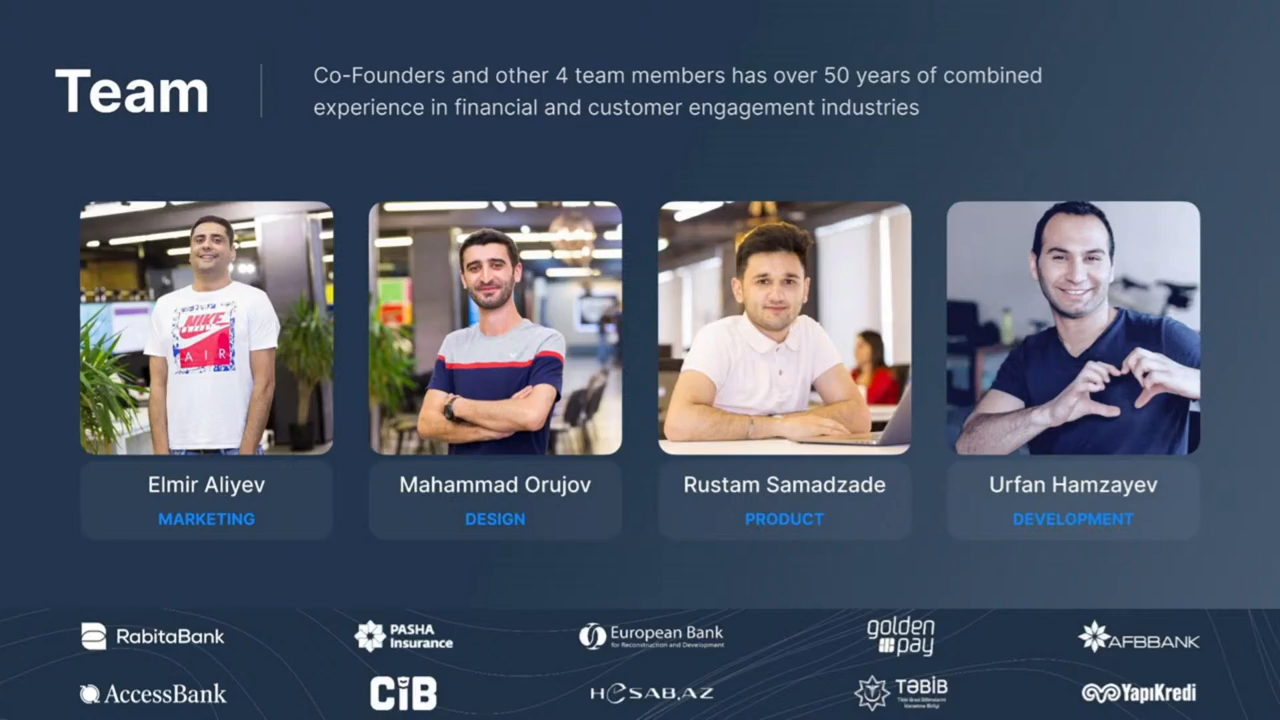 Team
Co-Founders and other 4 team members has over 50 years of combined
experience in financial and customer engagement industries
NIKE
AIR
Elmir Aliyev
MARKETING
Mahammad Orujov
DESIGN
Rustam Samadzade
PRODUCT
Urfan Hamzayev
DEVELOPMENT
RabitaBank
PASHA
Insurance
European Bank
for Reconstruction and Development
golden
pay
AFBBANK
AccessBank
CiB
HeSAB.AZ
TƏBİB
YapıKredi